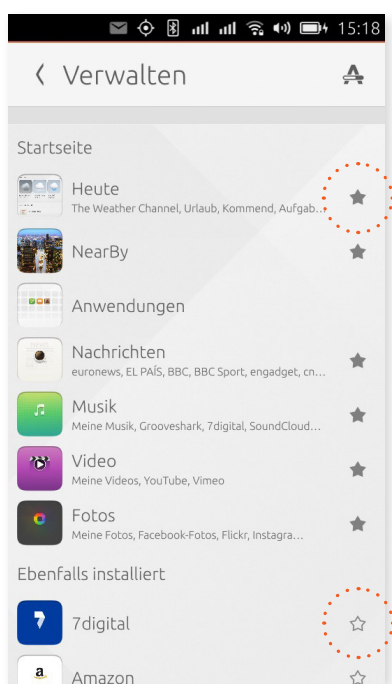 15:18
Verwalten
Startseite
Heute
The Weather Channel, Urlaub, Kommend, Aufgab...
NearBy
Anwendungen
Nachrichten
euronews, EL PAÍS, BBC, BBC Sport, engadget, cn...
Musik
Meine Musik, Grooveshark, 7digital, SoundCloud...
Video
Meine Videos, YouTube, Vimeo
Fotos
Meine Fotos, Facebook-Fotos, Flickr, Instagra...
Ebenfalls installiert
7digital
Amazon